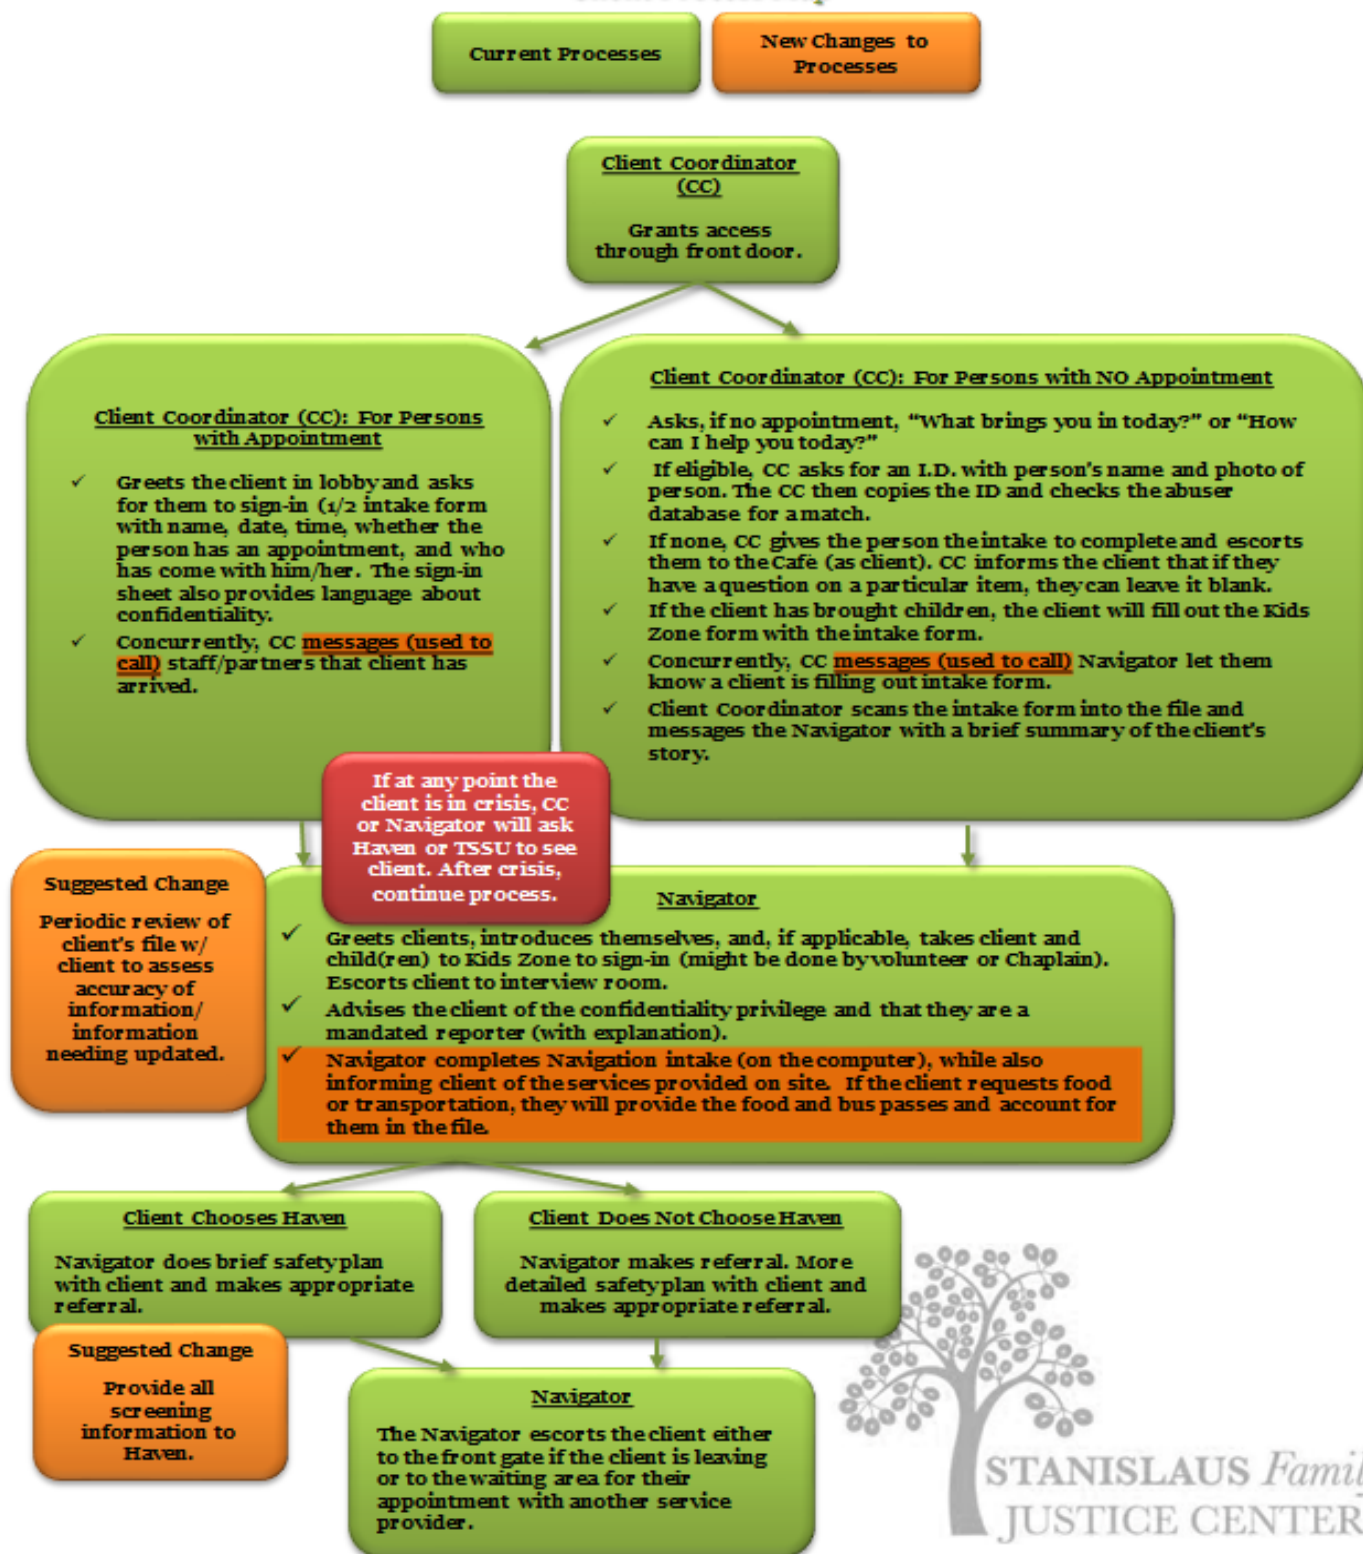 Current Processes
New Changes to
Processes
Client Coordinator
(CC)
Grants access
through front door.
Client Coordinator (CC): For Persons
with Appointment
✓ Greets the client in lobby and asks
for them to sign-in (1/2 intake form
with name, date, time, whether the
person has an appointment, and who
has come with him/her. The sign-in
sheet also provides language about
confidentiality.
✓ Concurrently, CC messages (used to
call) staff/partners that client has
arrived.
Client Coordinator (CC): For Persons with NO Appointment
✓ Asks, if no appointment, “What brings you in today?” or “How
can I help you today?”
✓ If eligible, CC asks for an I.D. with person's name and photo of
person. The CC then copies the ID and checks the abuser
database for a match.
✓ If none, CC gives the person the intake to complete and escorts
them to the Cafè (as client). CC informs the client that if they
have a question on a particular item, they can leave it blank.
✓ If the client has brought children, the client will fill out the Kids
Zone form with the intake form.
✓ Concurrently, CC messages (used to call) Navigator let them
know a client is filling out intake form.
✓ Client Coordinator scans the intake form into the file and
messages the Navigator with a brief summary of the client's
story.
If at any point the
client is in crisis, CC
or Navigator will ask
Haven or TSSU to see
client. After crisis,
continue process.
Suggested Change
Periodic review of
client's file w/
client to assess
accuracy of
information/
information
needing updated.
Navigator
✓ Greets clients, introduces themselves, and, if applicable, takes client and
child(ren) to Kids Zone to sign-in (might be done by volunteer or Chaplain).
Escorts client to interview room.
✓ Advises the client of the confidentiality privilege and that they are a
mandated reporter (with explanation).
✓ Navigator completes Navigation intake (on the computer), while also
informing client of the services provided on site. If the client requests food
or transportation, they will provide the food and bus passes and account for
them in the file.
Client Chooses Haven
Navigator does brief safety plan
with client and makes appropriate
referral.
Client Does Not Choose Haven
Navigator makes referral. More
detailed safety plan with client and
makes appropriate referral.
Suggested Change
Provide all
screening
information to
Haven.
Navigator
The Navigator escorts the client either
to the front gate if the client is leaving
or to the waiting area for their
appointment with another service
provider.
STANISLAUS Famil
JUSTICE CENTER